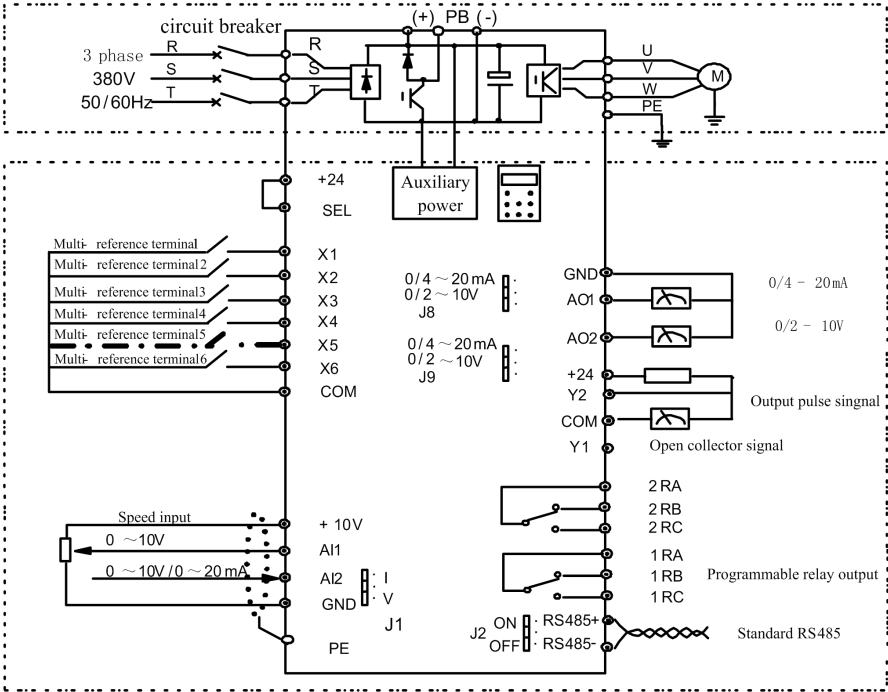 circuit breaker
(+) PB (-)
3 phase
380V
50/60Hz
R
S
T
R
S
T
U
V
W
PE
M
+24
SEL
Auxiliary
power
Multi- reference terminal
Multi- reference terminal2
Multi- reference terminal3
Multi- reference terminal4
Multi- reference terminal5
Multi- reference terminal6
X1
X2
X3
X4
X5
X6
COM
0/4～20mA
0/2～10V
J8
0/4～20mA
0/2～10V
J9
GND
AO1
AO2
+24
Y2
COM
Y1
0/4 - 20mA
0/2 - 10V
Output pulse singnal
Open collector signal
2RA
2RB
2RC
1RA
1RB
1RC
Programmable relay output
Speed input
0 ～10V
0 ～10V/0～20mA
+ 10V
AI1
AI2
GND
PE
I
V
J1
J2
ON
OFF
RS485+
RS485-
Standard RS485